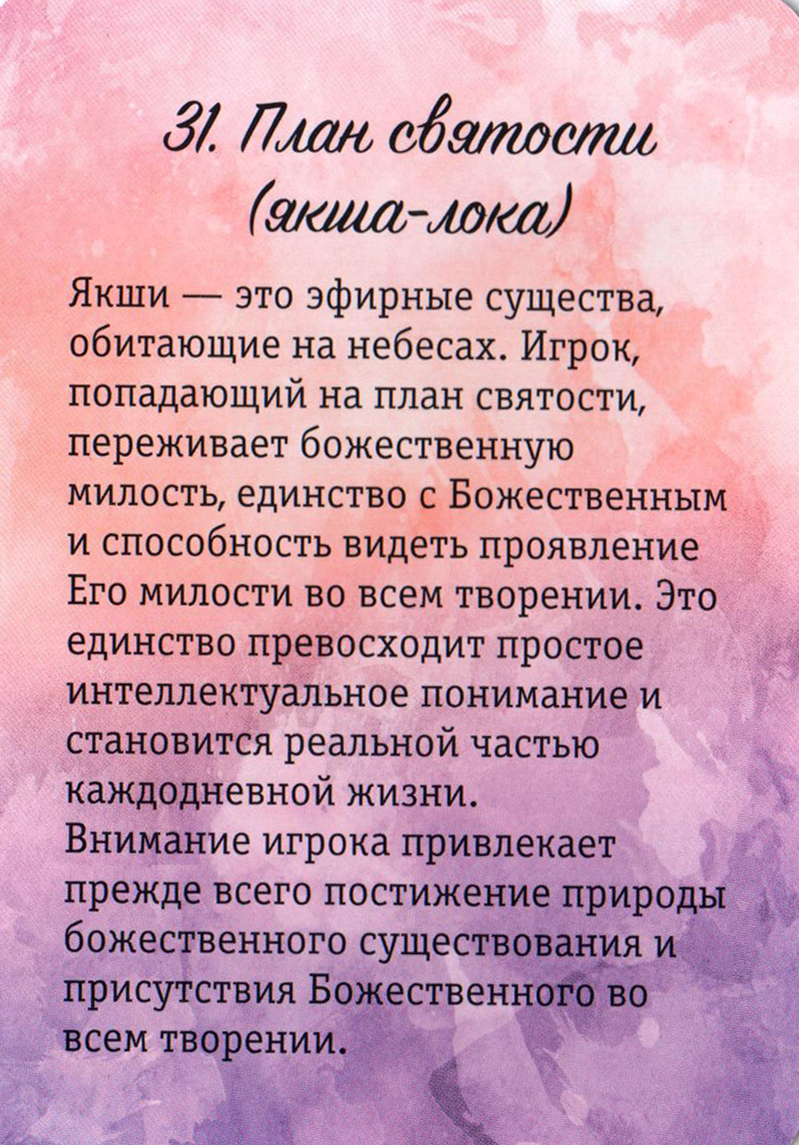 31. План святости
(якша-лока)
Якши — это эфирные существа,
обитающие на небесах. Игрок,
попадающий на план святости,
переживает божественную
милость, единство с Божественным
и способность видеть проявление
Его милости во всем творении. Это
единство превосходит простое
интеллектуальное понимание и
становится реальной частью
каждодневной жизни.
Внимание игрока привлекает
прежде всего постижение природы
божественного существования и
присутствия Божественного во
всем творении.